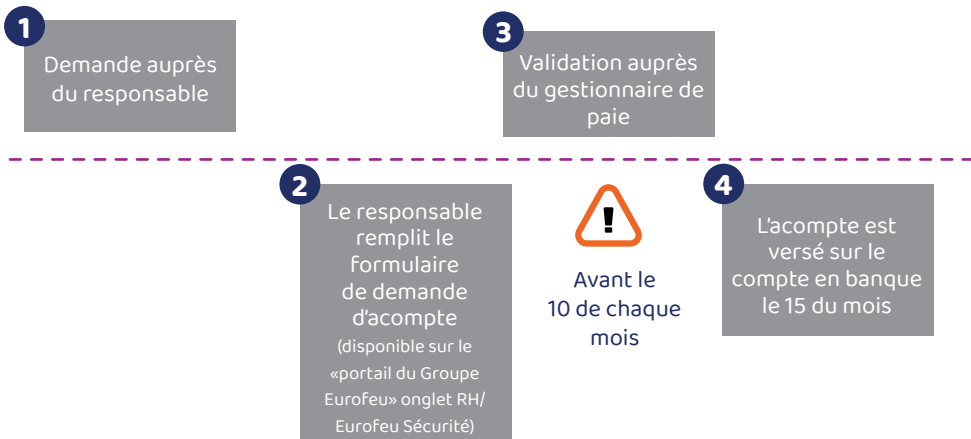 1
Demande auprès
du responsable
2
Le responsable
remplit le
formulaire
de demande
d'acompte
(disponible sur le
«portail du Groupe
Eurofeu» onglet RH/
Eurofeu Sécurité)
3
Validation auprès
du gestionnaire de
paie
!
Avant le
10 de chaque
mois
4
L'acompte est
versé sur le
compte en banque
le 15 du mois